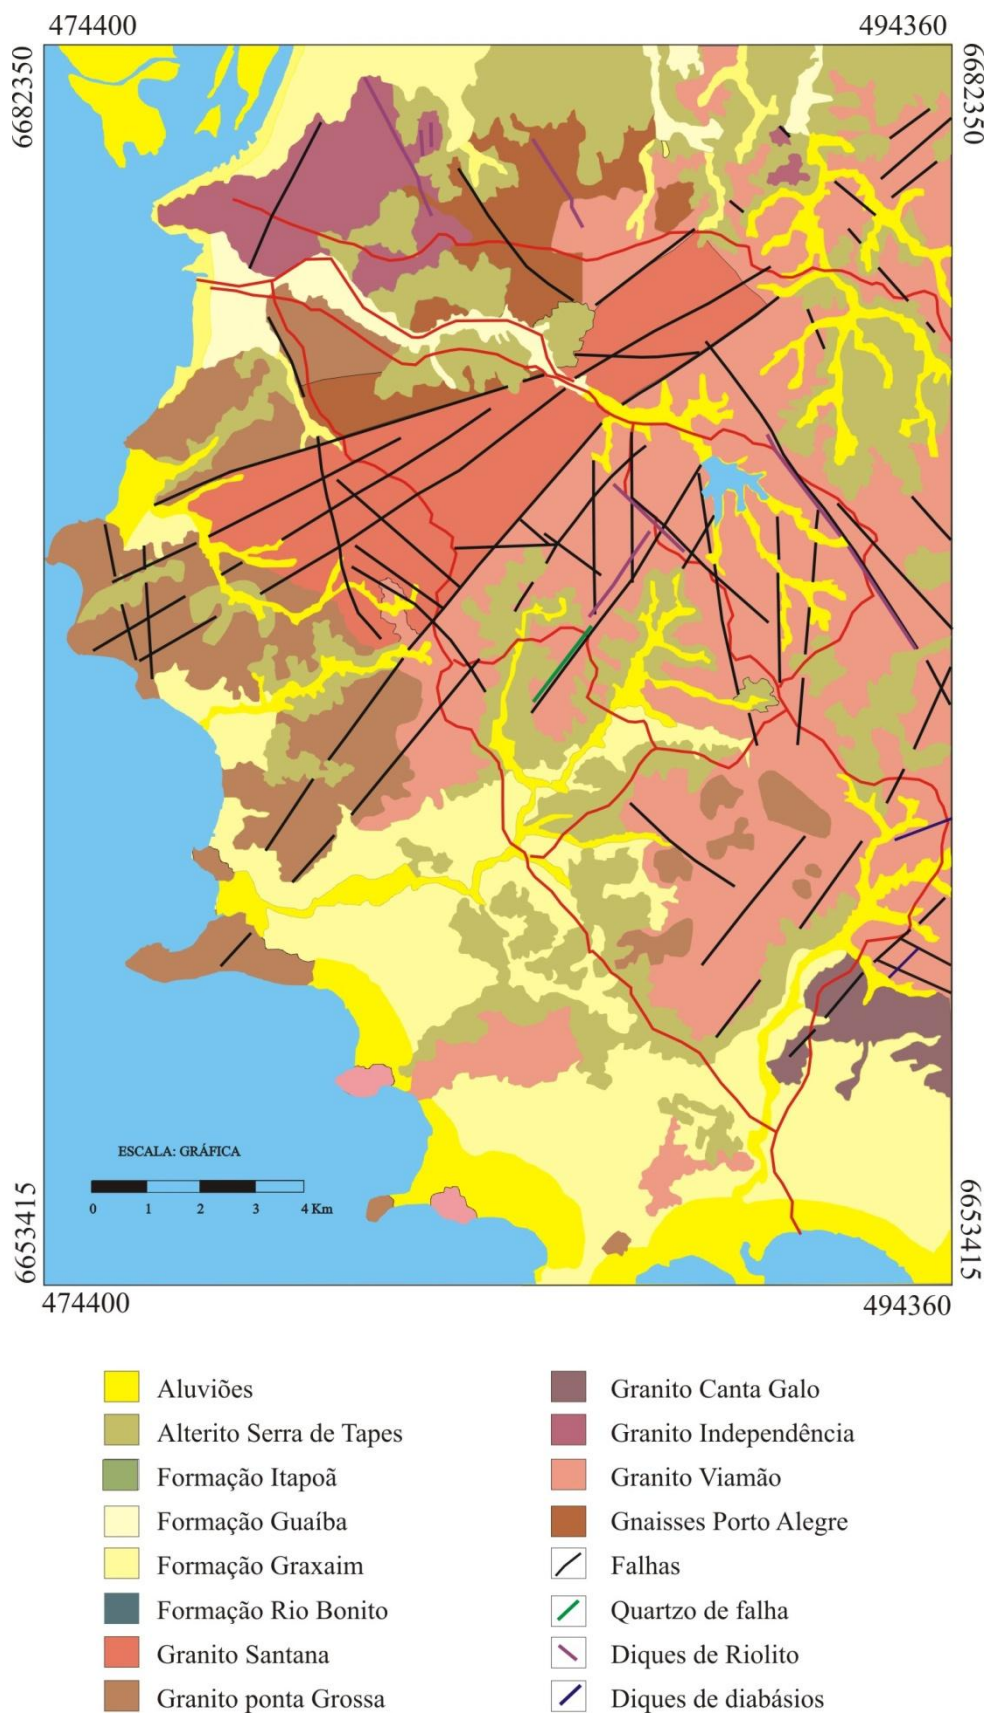 474400 494360
6682350 6682350
ESCALA: GRÁFICA
0 1 2 3 4 Km
6653415 6653415
474400 494360
Aluviões
Alterito Serra de Tapes
Formação Itapoã
Formação Guaíba
Formação Graxaim
Formação Rio Bonito
Granito Santana
Granito ponta Grossa
Granito Canta Galo
Granito Independência
Granito Viamão
Gnaisses Porto Alegre
Falhas
Quartzo de falha
Diques de Riolito
Diques de diabásios